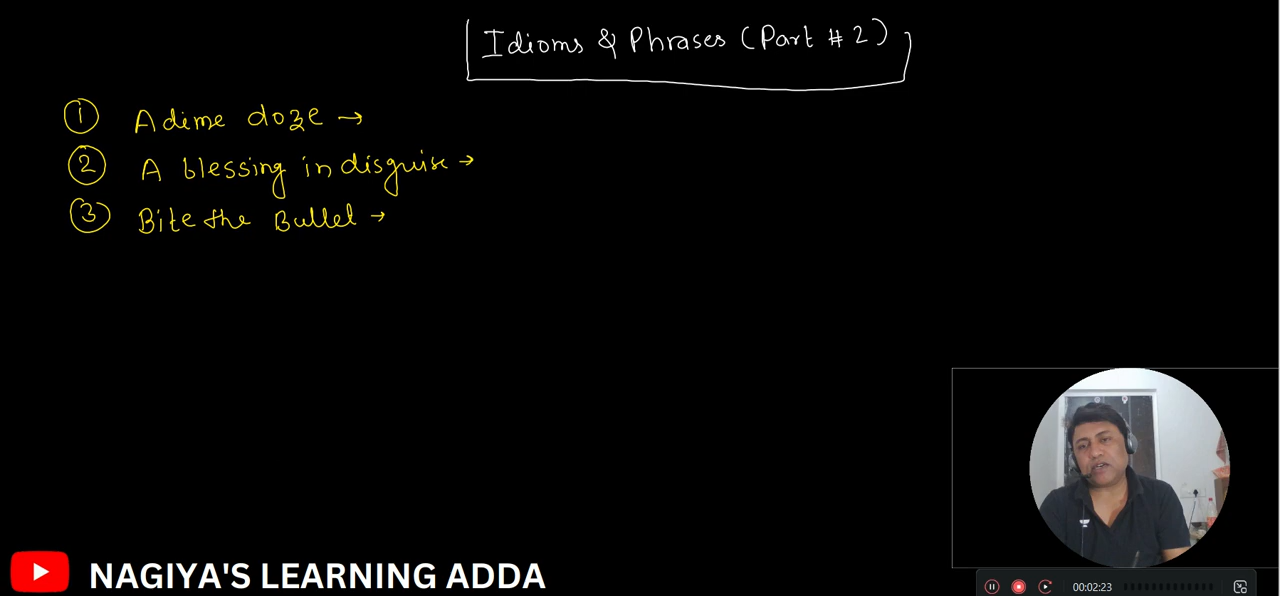 Idioms & Phrases (Part # 2)
① A dime doze →
② A blessing in disguise →
③ Bite the Bullet →
NAGIYA'S LEARNING ADDA
00:02:23